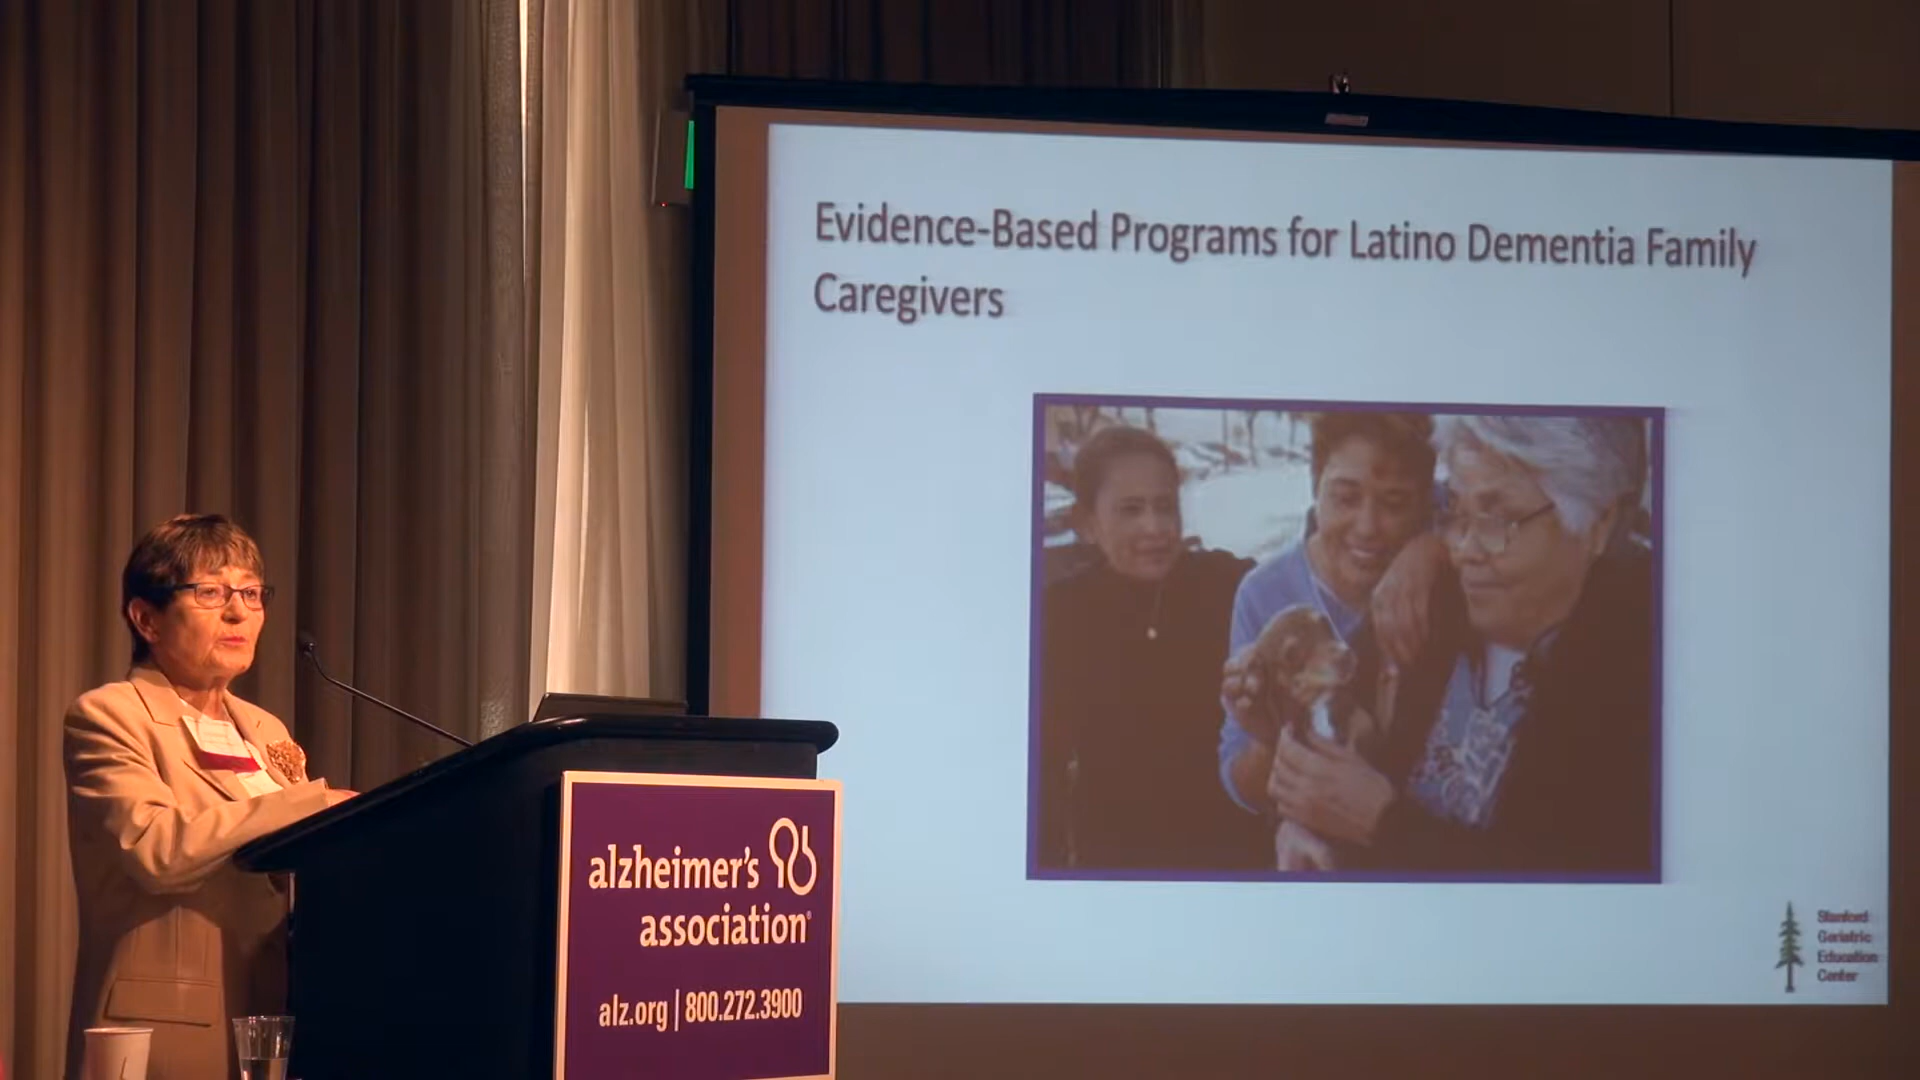 Evidence-Based Programs for Latino Dementia Family
Caregivers
Stanford
Geriatric
Education
Center
alzheimer's
association®
alz.org | 800.272.3900